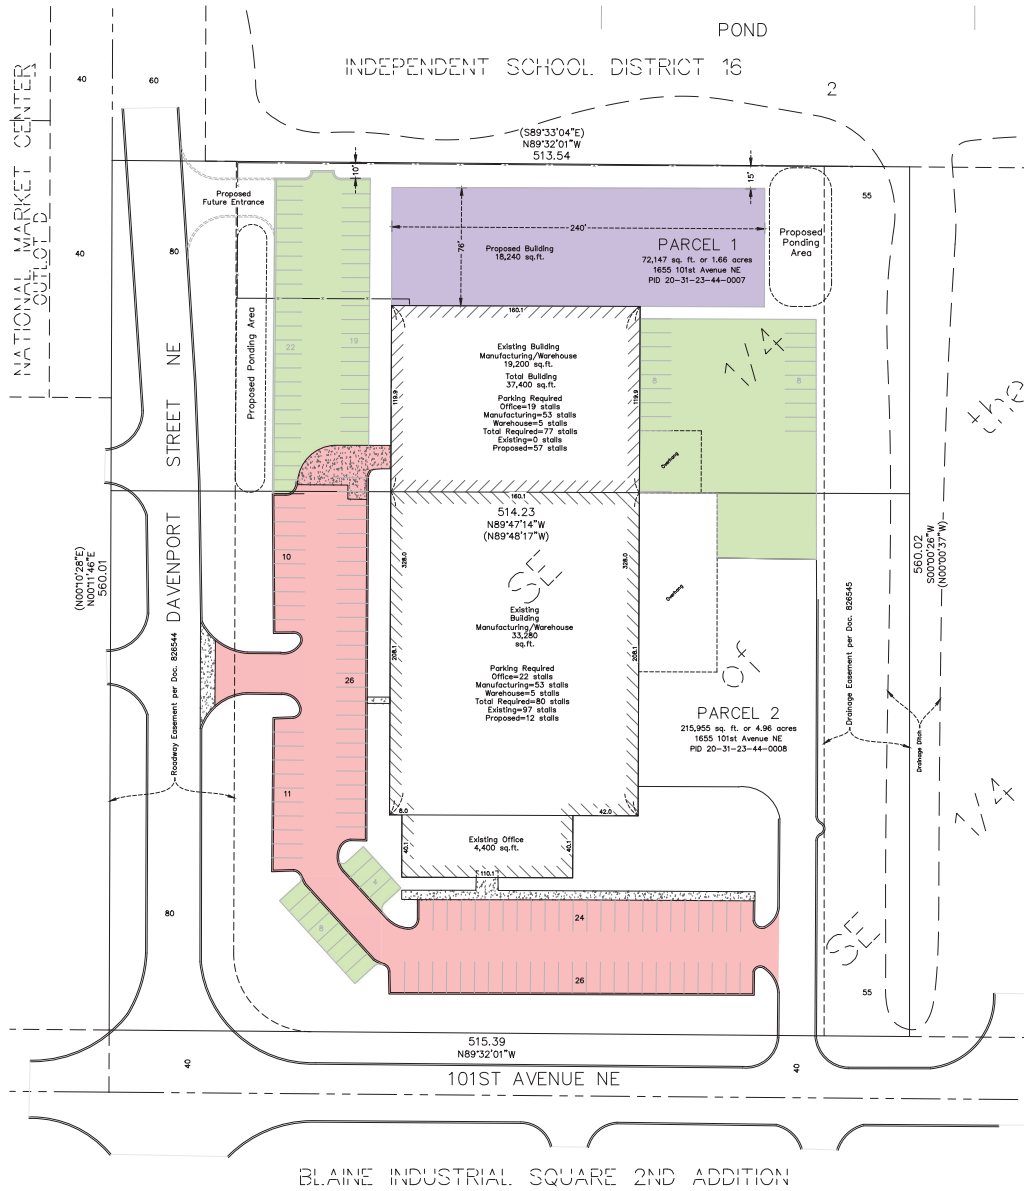 POND
INDEPENDENT SCHOOL DISTRICT 16
2
NATIONAL MARKET CENTER
OUTLOT D
40
60
(S89°33'04"E)
N89°32'01"W
513.54
10'
15'
55
Proposed
Future Entrance
80
40
76'
240'
Proposed Building
18,240 sq.ft.
PARCEL 1
72,147 sq. ft. or 1.66 acres
1655 101st Avenue NE
PID 20-31-23-44-0007
Proposed
Ponding
Area
160.1
Proposed Ponding Area
22
19
119.9
119.9
Existing Building
Manufacturing/Warehouse
19,200 sq.ft.
Total Building
37,400 sq.ft.
Parking Required
Office=19 stalls
Manufacturing=53 stalls
Warehouse=5 stalls
Total Required=77 stalls
Existing=0 stalls
Proposed=57 stalls
8
8
1/4
the
Overhang
DAVENPORT STREET NE
160.1
514.23
N89°47'14"W
(N89°48'17"W)
SE
(N00°10'28"E)
N00°11'46"E
560.01
560.02
S00°00'26"W
(N00°00'37"W)
10
328.0
328.0
Overhang
Existing
Building
Manufacturing/Warehouse
33,280
sq.ft.
208.1
208.1
Parking Required
Office=22 stalls
Manufacturing=53 stalls
Warehouse=5 stalls
Total Required=80 stalls
Existing=97 stalls
Proposed=12 stalls
26
Roadway Easement per Doc. 826544
Drainage Easement per Doc. 826545
Drainage Ditch
of
PARCEL 2
215,955 sq. ft. or 4.96 acres
1655 101st Avenue NE
PID 20-31-23-44-0008
11
8.0
42.0
1/4
40.1
40.1
Existing Office
4,400 sq.ft.
110.1
4
8
80
24
26
SE
55
515.39
N89°32'01"W
40
40
101ST AVENUE NE
BLAINE INDUSTRIAL SQUARE 2ND ADDITION